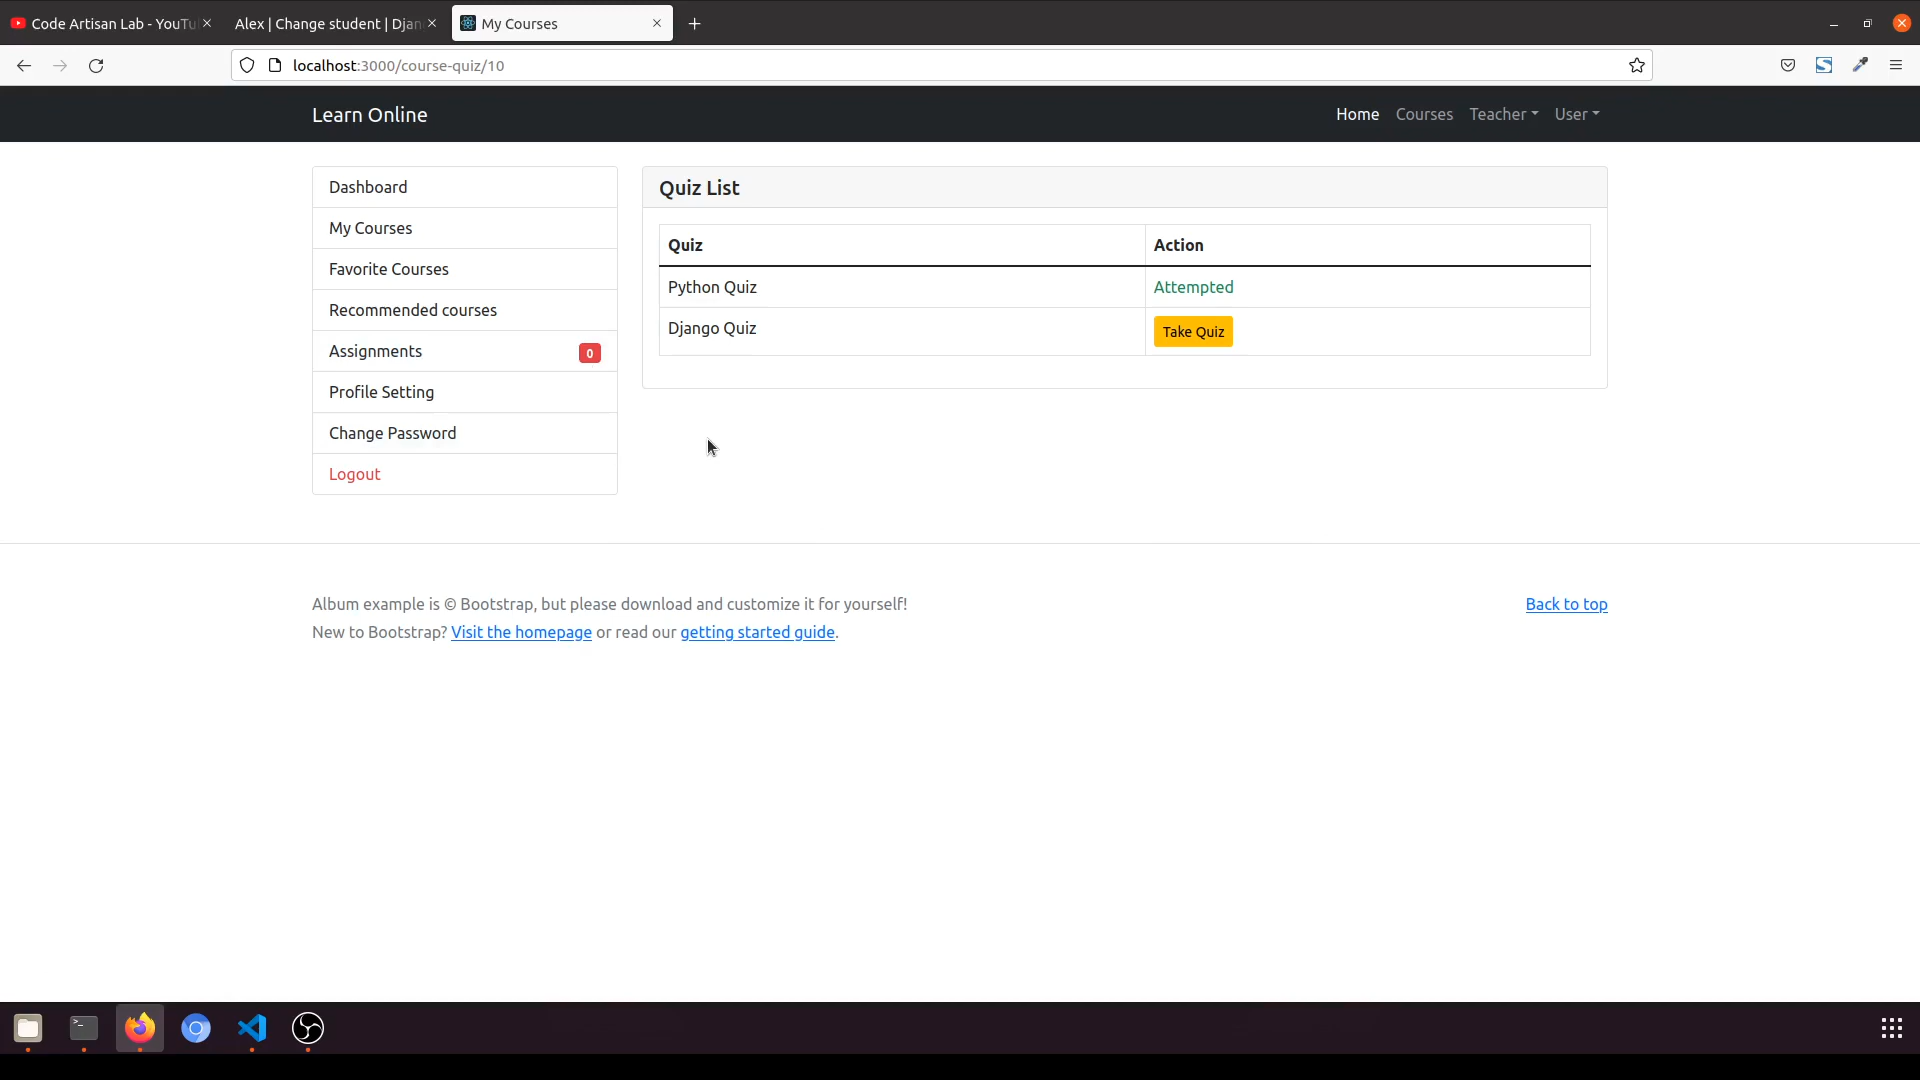 Code Artisan Lab - YouTu
Alex | Change student | Djan
My Courses
localhost:3000/course-quiz/10
Learn Online
Home
Courses
Teacher
User
Dashboard
My Courses
Favorite Courses
Recommended courses
Assignments 0
Profile Setting
Change Password
Logout
Quiz List
Quiz Action
Python Quiz Attempted
Django Quiz Take Quiz
Album example is © Bootstrap, but please download and customize it for yourself!
New to Bootstrap? Visit the homepage or read our getting started guide.
Back to top